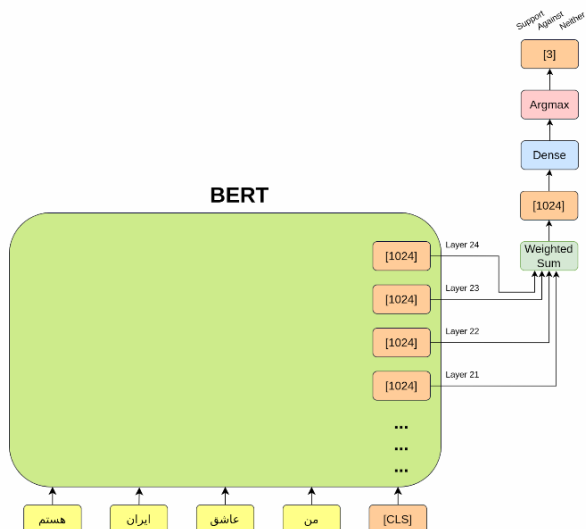 Support Against Neither
[3]
Argmax
Dense
[1024]
BERT
Weighted
Sum
[1024] Layer 24
[1024] Layer 23
[1024] Layer 22
[1024] Layer 21
...
...
...
هستم ایران عاشق من [CLS]